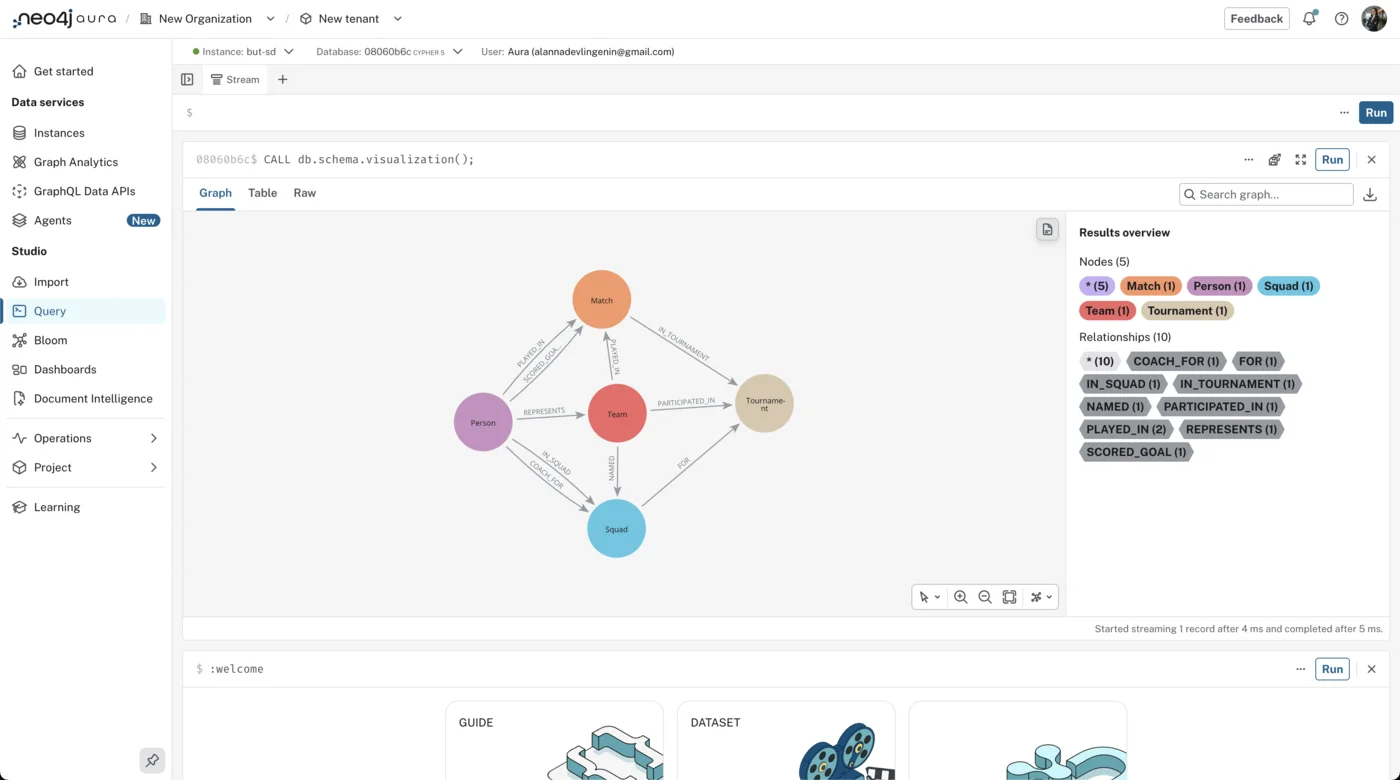 neo4j aura / New Organization / New tenant Feedback
Instance: but-sd Database: 08060b6c CYPHER 5 User: Aura (alannadevlingenin@gmail.com)
Get started
Data services
Instances
Graph Analytics
GraphQL Data APIs
Agents New
Studio
Import
Query
Bloom
Dashboards
Document Intelligence
Operations
Project
Learning
Stream
$ Run
08060b6c$ CALL db.schema.visualization(); Run
Graph Table Raw Search graph...
Match
PLAYED_IN
SCORED_GOA...
PLAYED_IN
IN_TOURNAMENT
Person
REPRESENTS
Team
PARTICIPATED_IN
Tourname-
nt
IN_SQUAD
COACH_FOR
NAMED
FOR
Squad
Results overview
Nodes (5)
* (5) Match (1) Person (1) Squad (1)
Team (1) Tournament (1)
Relationships (10)
* (10) COACH_FOR (1) FOR (1)
IN_SQUAD (1) IN_TOURNAMENT (1)
NAMED (1) PARTICIPATED_IN (1)
PLAYED_IN (2) REPRESENTS (1)
SCORED_GOAL (1)
Started streaming 1 record after 4 ms and completed after 5 ms.
$ :welcome Run
GUIDE DATASET